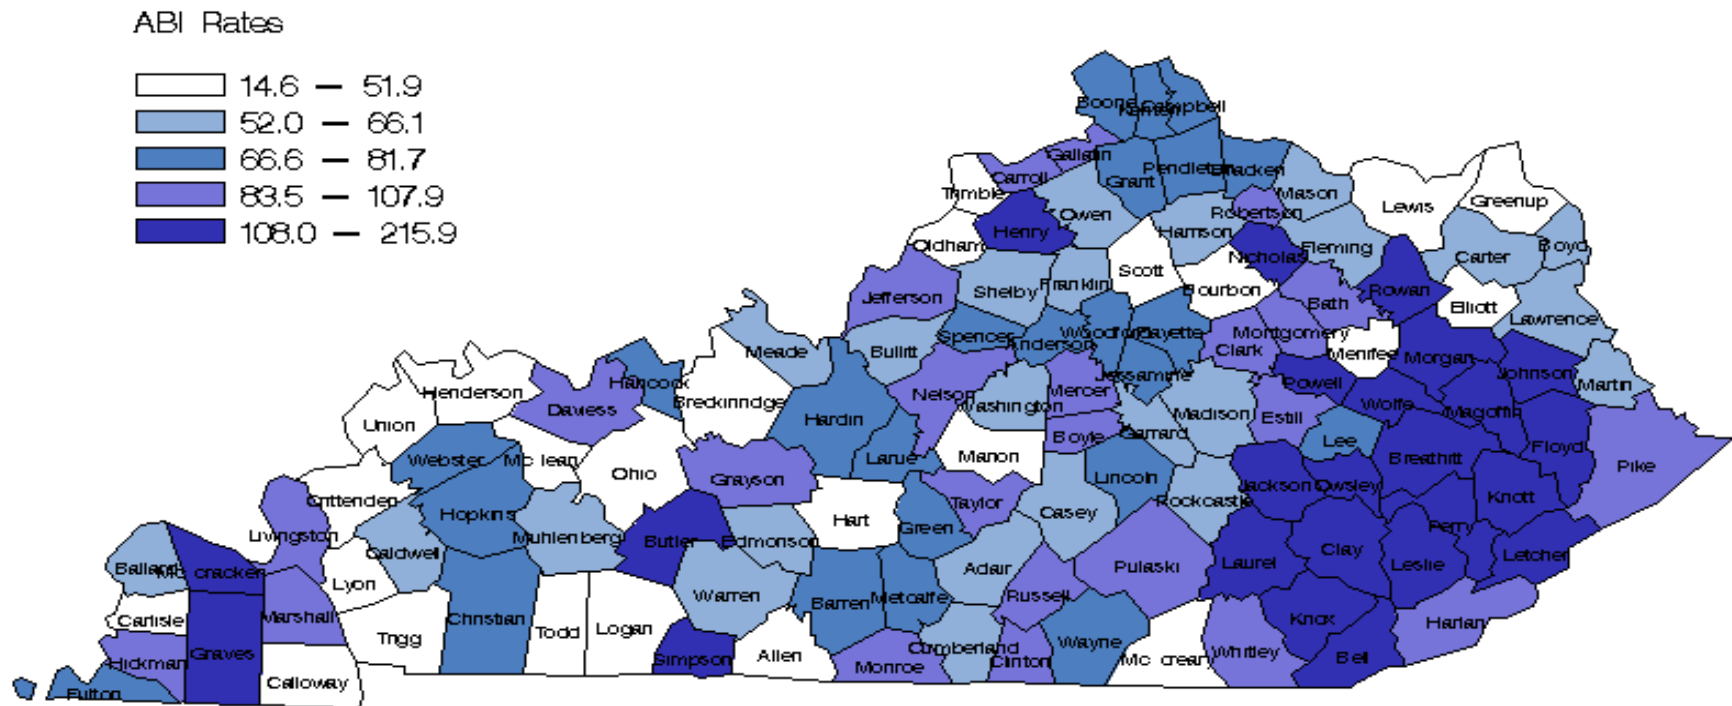 ABI Rates
14.6 – 51.9
52.0 – 66.1
66.6 – 81.7
83.5 – 107.9
108.0 – 215.9
Boone
Campbell
Gallatin
Carroll
Grant
Pendleton
Bracken
Mason
Trimble
Owen
Robertson
Lewis
Greenup
Henry
Harrison
Oldham
Nicholas
Fleming
Carter
Boyd
Scott
Jefferson
Shelby
Franklin
Bourbon
Bath
Rowan
Elliott
Lawrence
Spencer
Anderson
Woodford
Fayette
Montgomery
Clark
Menifee
Morgan
Johnson
Martin
Meade
Bullitt
Hancock
Henderson
Breckinridge
Daviess
Nelson
Washington
Mercer
Jessamine
Madison
Powell
Wolfe
Magoffin
Union
Hardin
Boyle
Garrard
Estill
Lee
Floyd
Pike
Webster
Mc lean
Ohio
Larue
Marion
Lincoln
Breathitt
Grayson
Crittenden
Hopkins
Hart
Taylor
Casey
Rockcastle
Jackson
Owsley
Knott
Livingston
Caldwell
Muhlenberg
Butler
Edmonson
Green
Perry
Letcher
Ballard
Mc cracken
Lyon
Adair
Pulaski
Laurel
Clay
Leslie
Carlisle
Marshall
Trigg
Christian
Todd
Logan
Warren
Barren
Metcalfe
Russell
Knox
Harlan
Hickman
Graves
Simpson
Allen
Monroe
Cumberland
Clinton
Wayne
Mc crean
Whitley
Bell
Fulton
Calloway